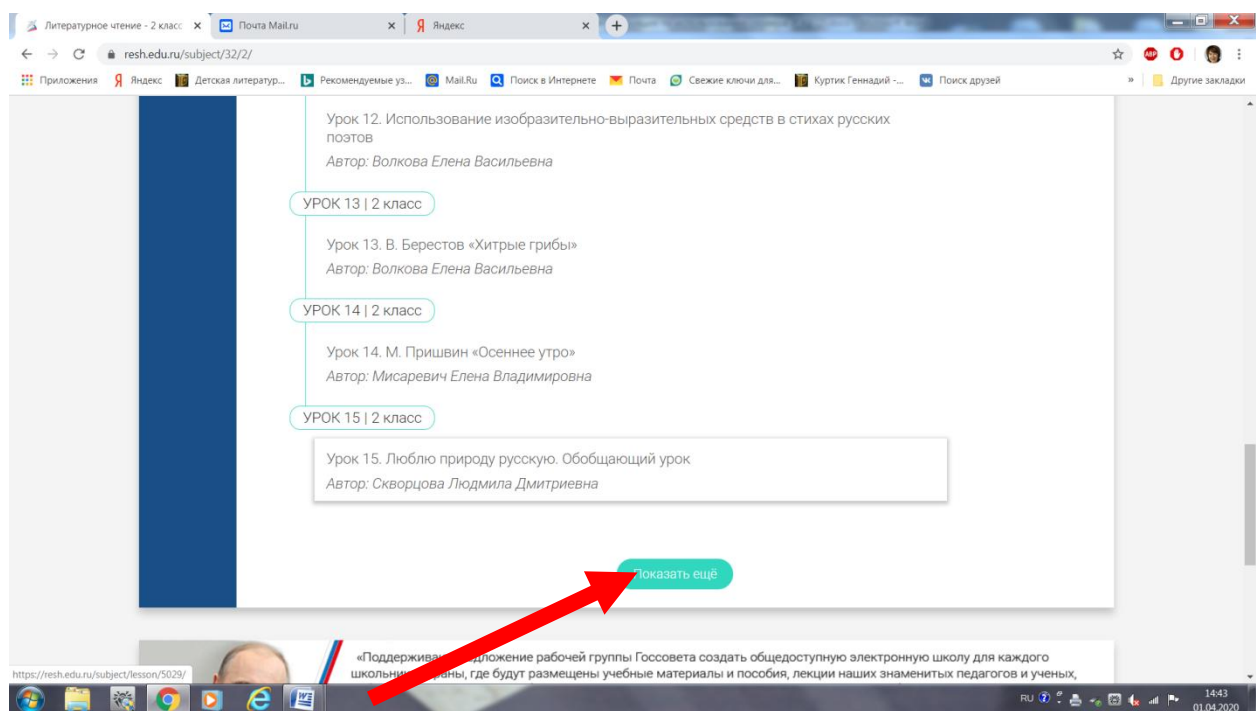 Литературное чтение - 2 класс
Почта Mail.ru
Яндекс
resh.edu.ru/subject/32/2/
ABP
Приложения
Яндекс
Детская литератур...
Рекомендуемые уз...
Mail.Ru
Поиск в Интернете
Почта
Свежие ключи для...
Куртик Геннадий -...
Поиск друзей
»
Другие закладки
Урок 12. Использование изобразительно-выразительных средств в стихах русских
поэтов
Автор: Волкова Елена Васильевна
УРОК 13 | 2 класс
Урок 13. В. Берестов «Хитрые грибы»
Автор: Волкова Елена Васильевна
УРОК 14 | 2 класс
Урок 14. М. Пришвин «Осеннее утро»
Автор: Мисаревич Елена Владимировна
УРОК 15 | 2 класс
Урок 15. Люблю природу русскую. Обобщающий урок
Автор: Скворцова Людмила Дмитриевна
Показать ещё
«Поддерживаю предложение рабочей группы Госсовета создать общедоступную электронную школу для каждого
школьника страны, где будут размещены учебные материалы и пособия, лекции наших знаменитых педагогов и ученых,
https://resh.edu.ru/subject/lesson/5029/
RU
14:43
01.04.2020